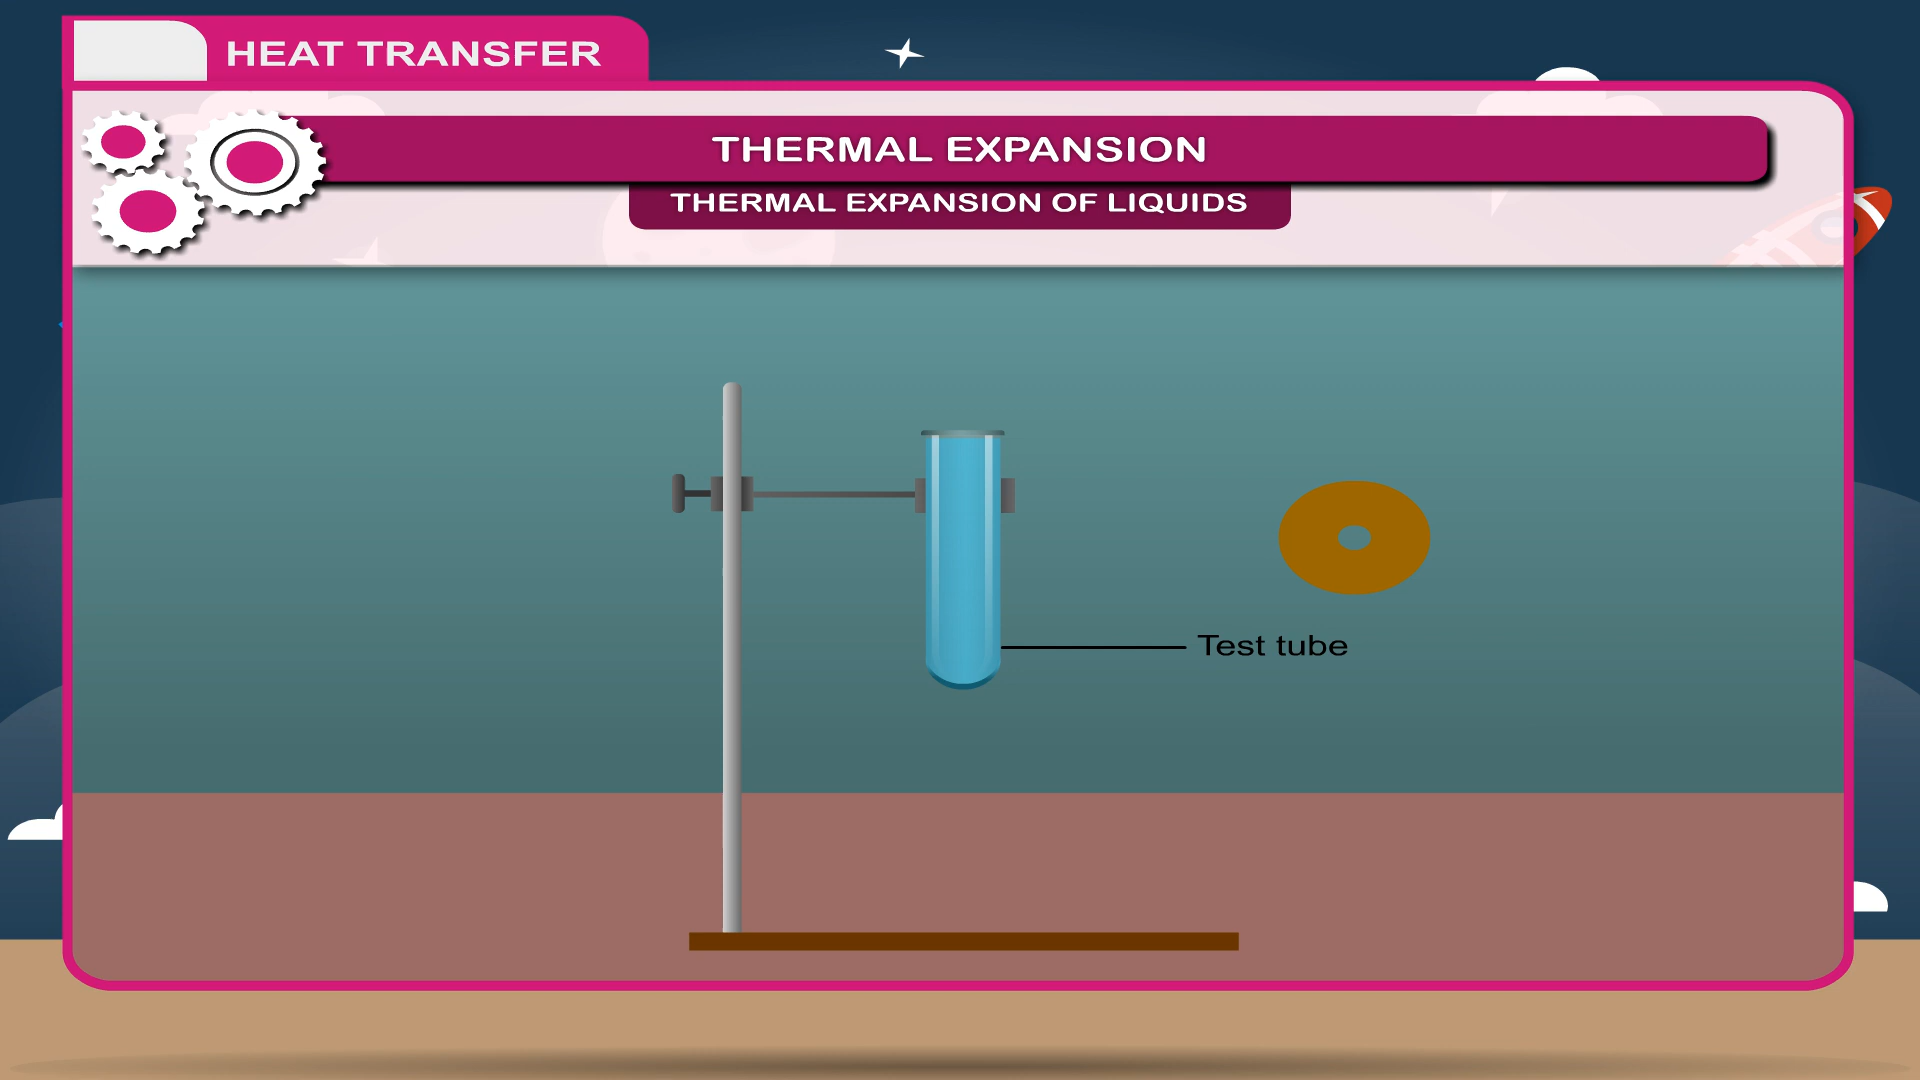 HEAT TRANSFER
THERMAL EXPANSION
THERMAL EXPANSION OF LIQUIDS
Test tube